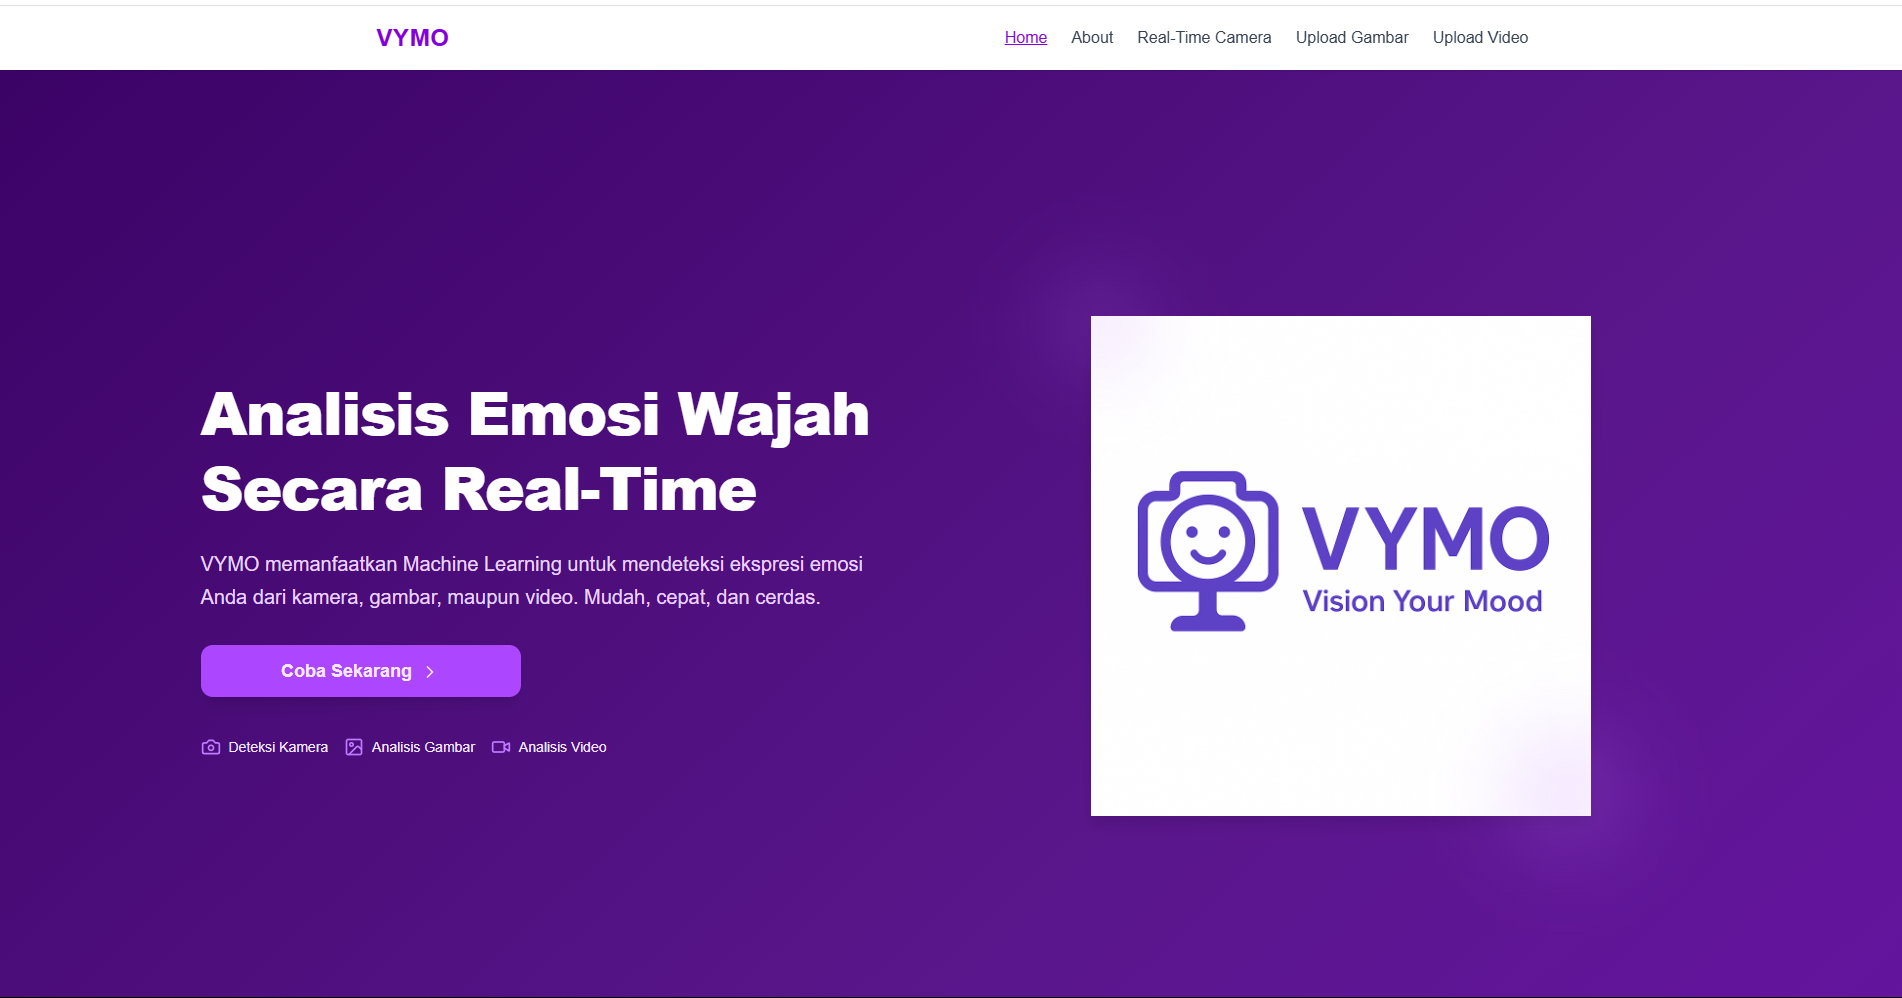 VYMO
Home About Real-Time Camera Upload Gambar Upload Video
Analisis Emosi Wajah
Secara Real-Time
VYMO memanfaatkan Machine Learning untuk mendeteksi ekspresi emosi
Anda dari kamera, gambar, maupun video. Mudah, cepat, dan cerdas.
Coba Sekarang
Deteksi Kamera Analisis Gambar Analisis Video
VYMO
Vision Your Mood